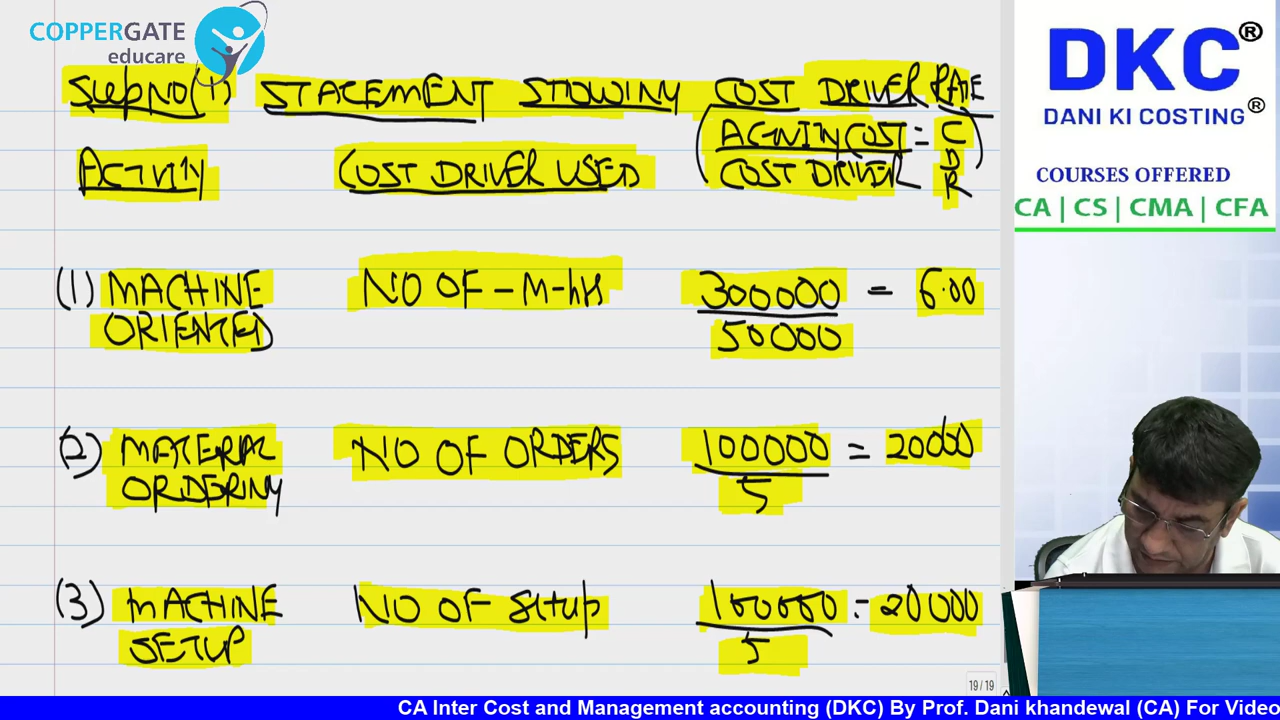 COPPERGATE
educare
Step no (1) STATEMENT SHOWING COST DRIVER RATE
ACTIVITY COST DRIVER USED (ACTIVITY COST / COST DRIVER = CDR)
(1) MACHINE ORIENTED NO OF - M-hrs 300000 / 50000 = 6.00
(2) MATERIAL ORDERING NO OF ORDERS 100000 / 5 = 20000
(3) MACHINE SETUP NO OF Setup 100000 / 5 = 20000
19 / 19
DKC®
DANI KI COSTING®
COURSES OFFERED
CA | CS | CMA | CFA
CA Inter Cost and Management accounting (DKC) By Prof. Dani khandewal (CA) For Video